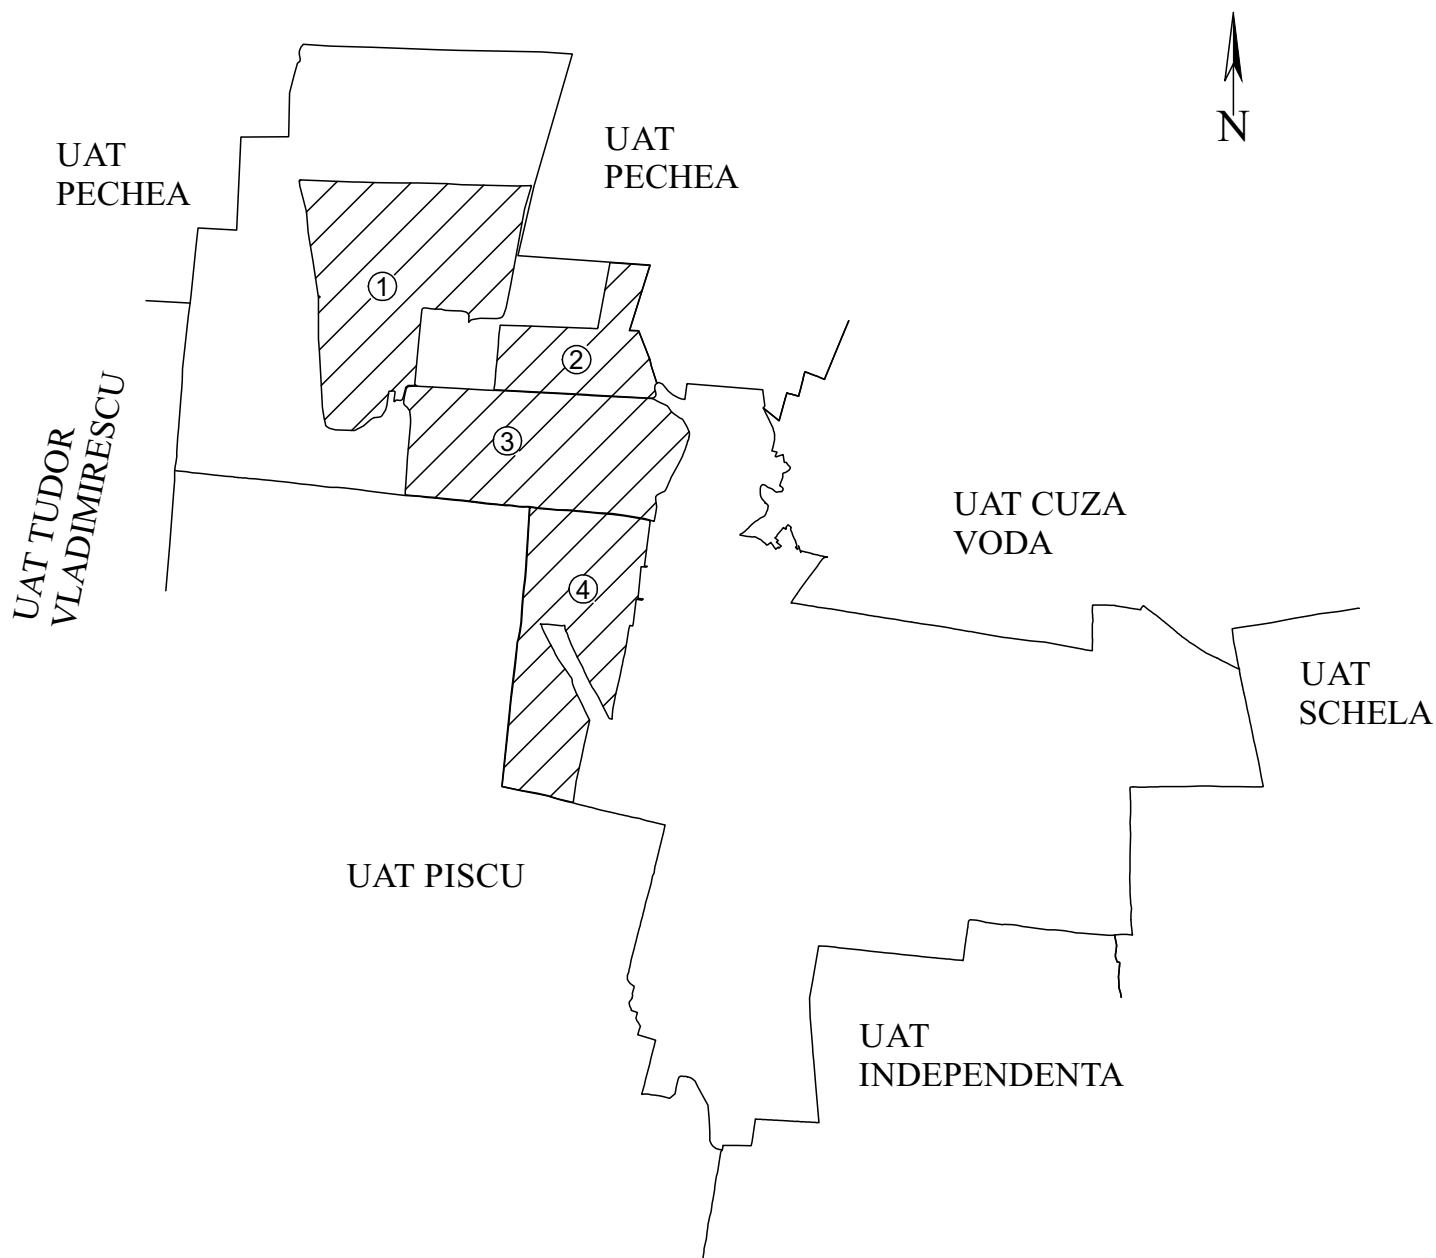 N
UAT
PECHEA
UAT
PECHEA
1
2
3
UAT TUDOR
VLADIMIRESCU
4
UAT CUZA
VODA
UAT
SCHELA
UAT PISCU
UAT
INDEPENDENTA